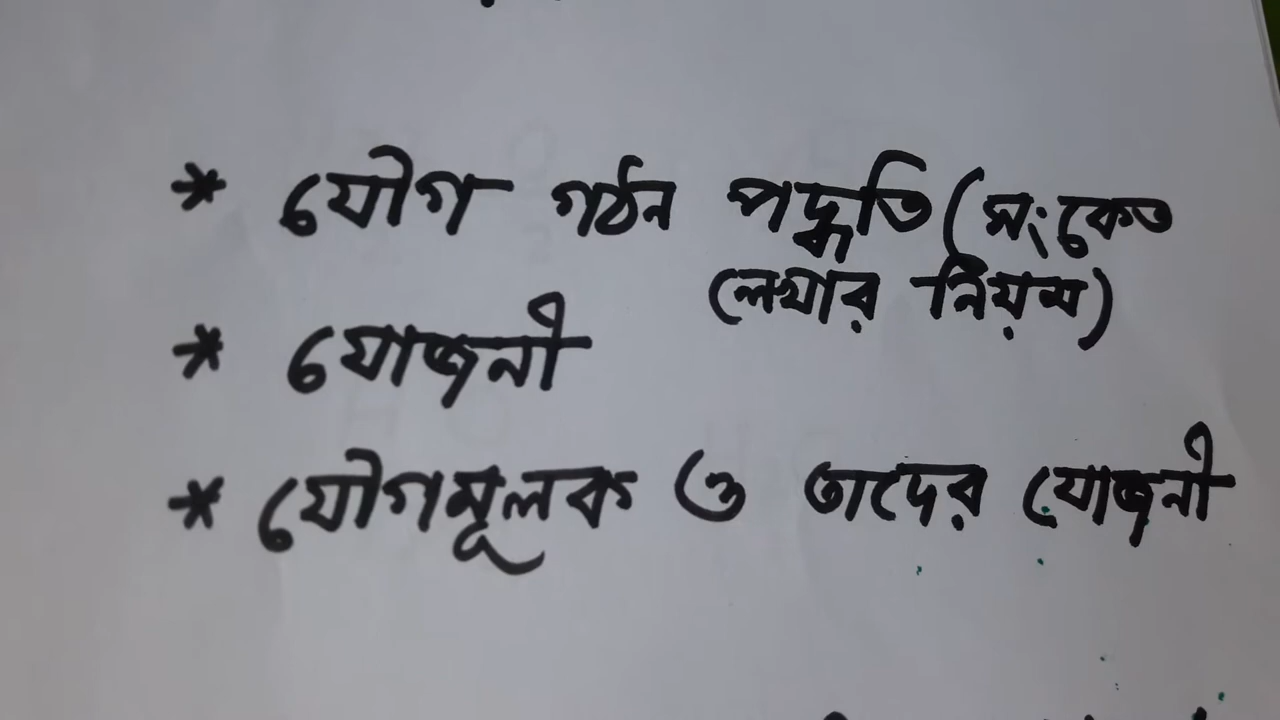 * যৌগ গঠন পদ্ধতি (সংকেত
লেখার নিয়ম)
* যোজনী
* যৌগমূলক ও তাদের যোজনী